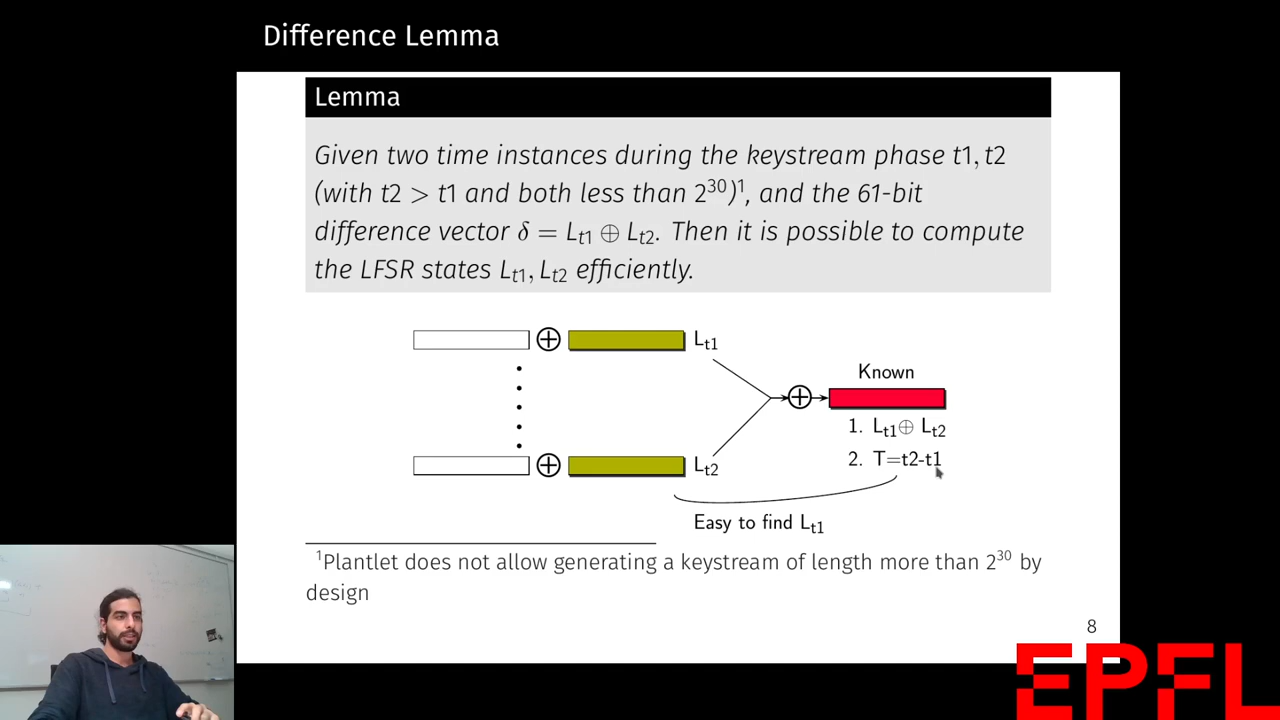 Difference Lemma
Lemma
Given two time instances during the keystream phase t1, t2
(with t2 > t1 and both less than 2^30)^1, and the 61-bit
difference vector δ = L_t1 ⊕ L_t2. Then it is possible to compute
the LFSR states L_t1, L_t2 efficiently.
L_t1
Known
1. L_t1 ⊕ L_t2
2. T=t2-t1
L_t2
Easy to find L_t1
^1Plantlet does not allow generating a keystream of length more than 2^30 by
design
8
EPFL